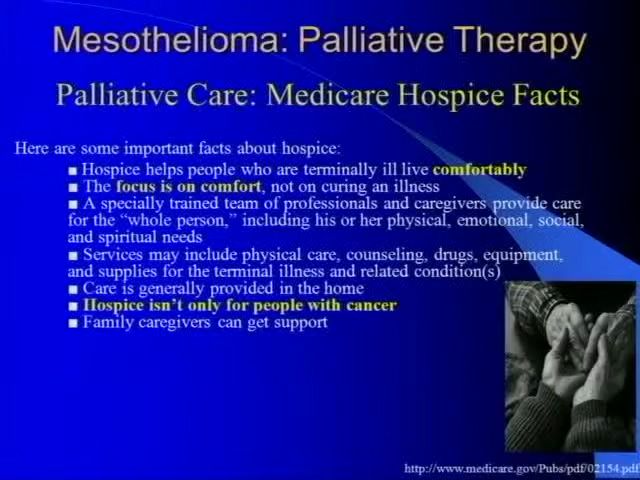 Mesothelioma: Palliative Therapy
Palliative Care: Medicare Hospice Facts
Here are some important facts about hospice:
■ Hospice helps people who are terminally ill live comfortably
■ The focus is on comfort, not on curing an illness
■ A specially trained team of professionals and caregivers provide care
for the “whole person,” including his or her physical, emotional, social,
and spiritual needs
■ Services may include physical care, counseling, drugs, equipment,
and supplies for the terminal illness and related condition(s)
■ Care is generally provided in the home
■ Hospice isn’t only for people with cancer
■ Family caregivers can get support
http://www.medicare.gov/Pubs/pdf/02154.pdf